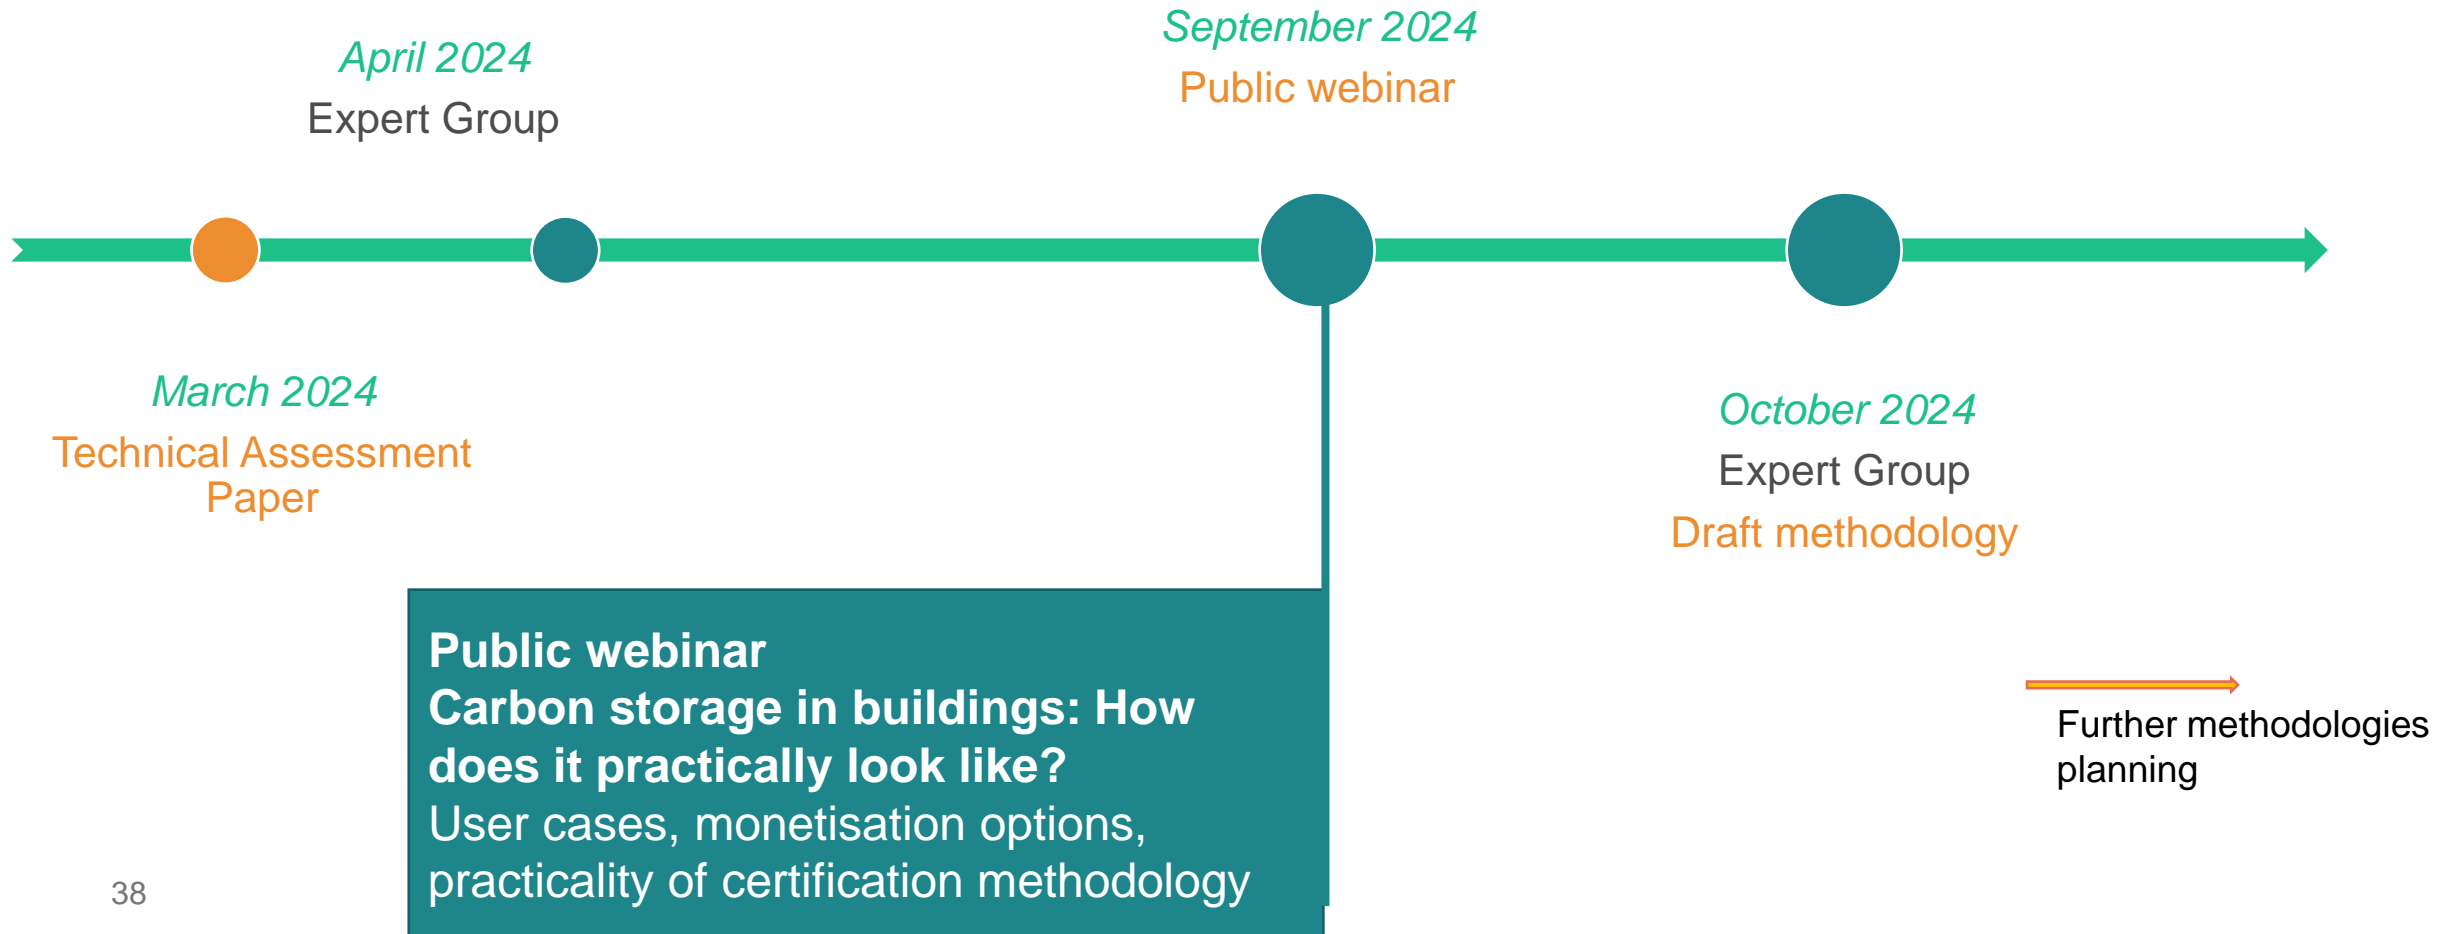 April 2024
Expert Group
September 2024
Public webinar
March 2024
Technical Assessment
Paper
October 2024
Expert Group
Draft methodology
Public webinar
Carbon storage in buildings: How
does it practically look like?
User cases, monetisation options,
practicality of certification methodology
Further methodologies
planning
38